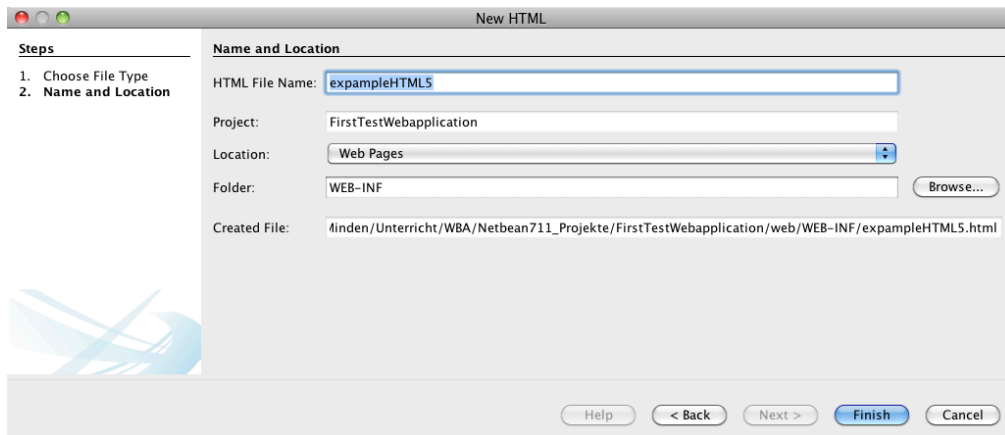 New HTML
Steps
1. Choose File Type
2. Name and Location
Name and Location
HTML File Name: expampleHTML5
Project: FirstTestWebapplication
Location: Web Pages
Folder: WEB-INF
Browse...
Created File: Minden/Unterricht/WBA/Netbean711_Projekte/FirstTestWebapplication/web/WEB-INF/expampleHTML5.html
Help
< Back
Next >
Finish
Cancel